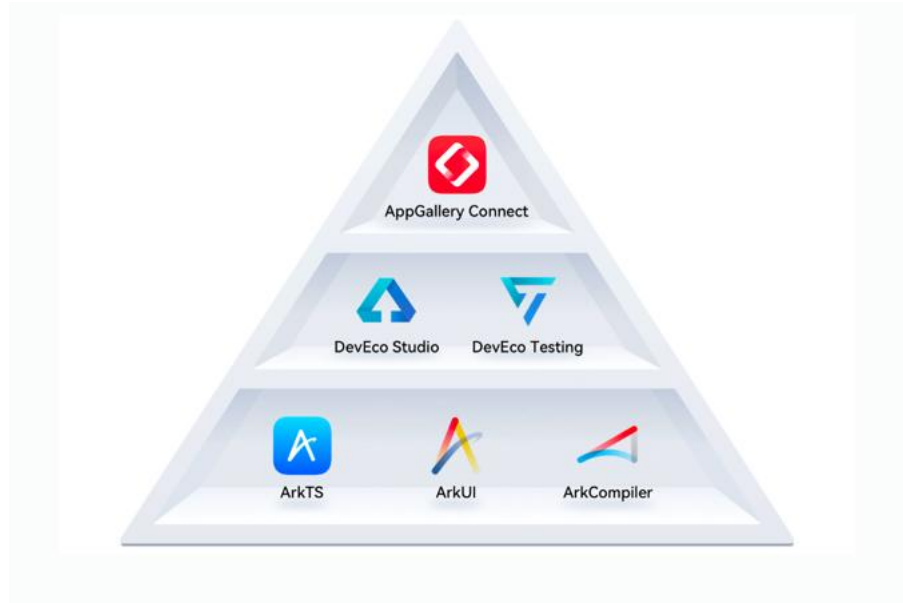 AppGallery Connect
DevEco Studio DevEco Testing
ArkTS ArkUI ArkCompiler